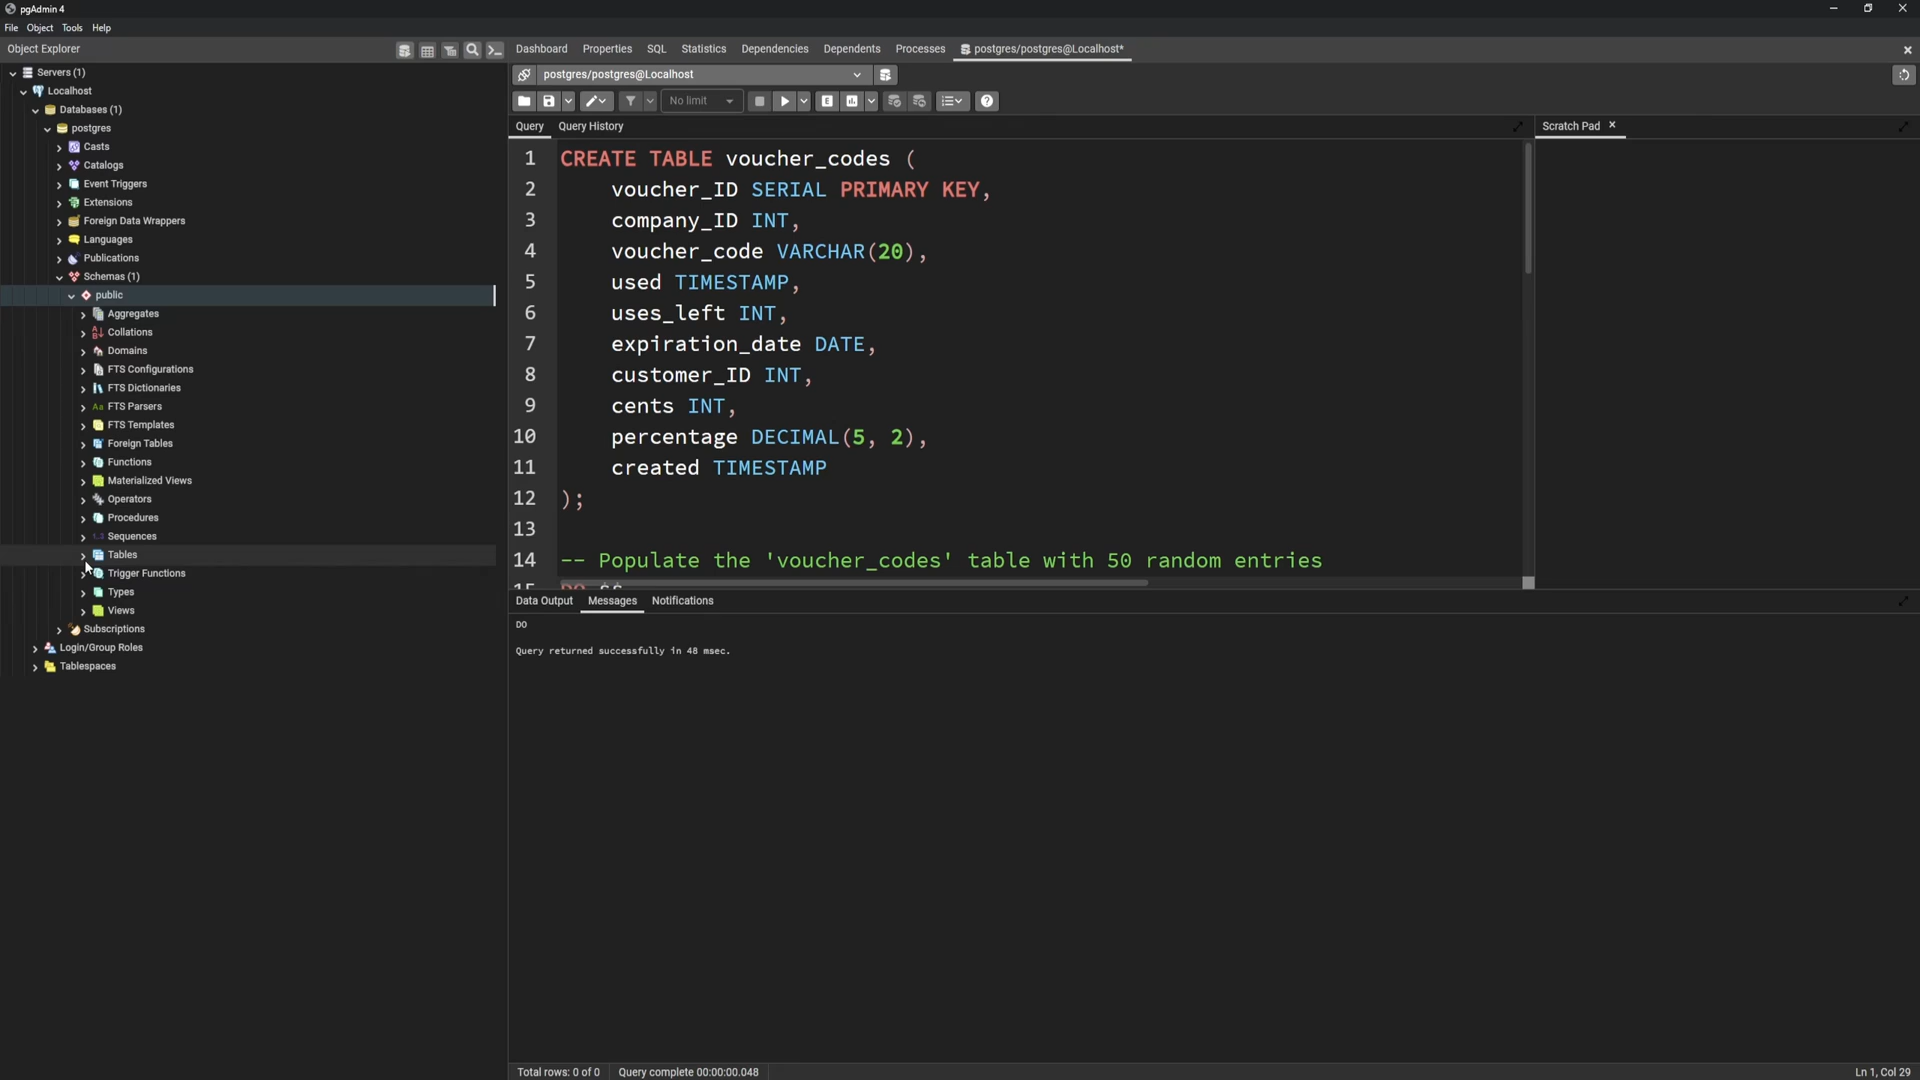 pgAdmin 4
File Object Tools Help
Object Explorer
Dashboard Properties SQL Statistics Dependencies Dependents Processes postgres/postgres@Localhost*
Servers (1)
Localhost
Databases (1)
postgres
Casts
Catalogs
Event Triggers
Extensions
Foreign Data Wrappers
Languages
Publications
Schemas (1)
public
Aggregates
Collations
Domains
FTS Configurations
FTS Dictionaries
FTS Parsers
FTS Templates
Foreign Tables
Functions
Materialized Views
Operators
Procedures
Sequences
Tables
Trigger Functions
Types
Views
Subscriptions
Login/Group Roles
Tablespaces
postgres/postgres@Localhost
No limit
Query Query History
Scratch Pad
1 CREATE TABLE voucher_codes (
2 voucher_ID SERIAL PRIMARY KEY,
3 company_ID INT,
4 voucher_code VARCHAR(20),
5 used TIMESTAMP,
6 uses_left INT,
7 expiration_date DATE,
8 customer_ID INT,
9 cents INT,
10 percentage DECIMAL(5, 2),
11 created TIMESTAMP
12 );
13
14 -- Populate the 'voucher_codes' table with 50 random entries
15 DO $$
Data Output Messages Notifications
DO
Query returned successfully in 48 msec.
Total rows: 0 of 0 Query complete 00:00:00.048
Ln 1, Col 29